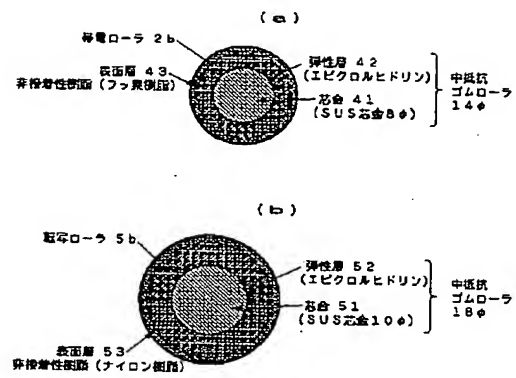 (a)
帯電ローラ 2b
表面層 43
非接着性樹脂(フッ素樹脂)
弾性層 42
(エピクロルヒドリン)
芯金 41
(SUS芯金8φ)
中抵抗
ゴムローラ
14φ
(b)
転写ローラ 5b
弾性層 52
(エピクロルヒドリン)
芯金 51
(SUS芯金10φ)
中抵抗
ゴムローラ
18φ
表面層 53
非接着性樹脂(ナイロン樹脂)